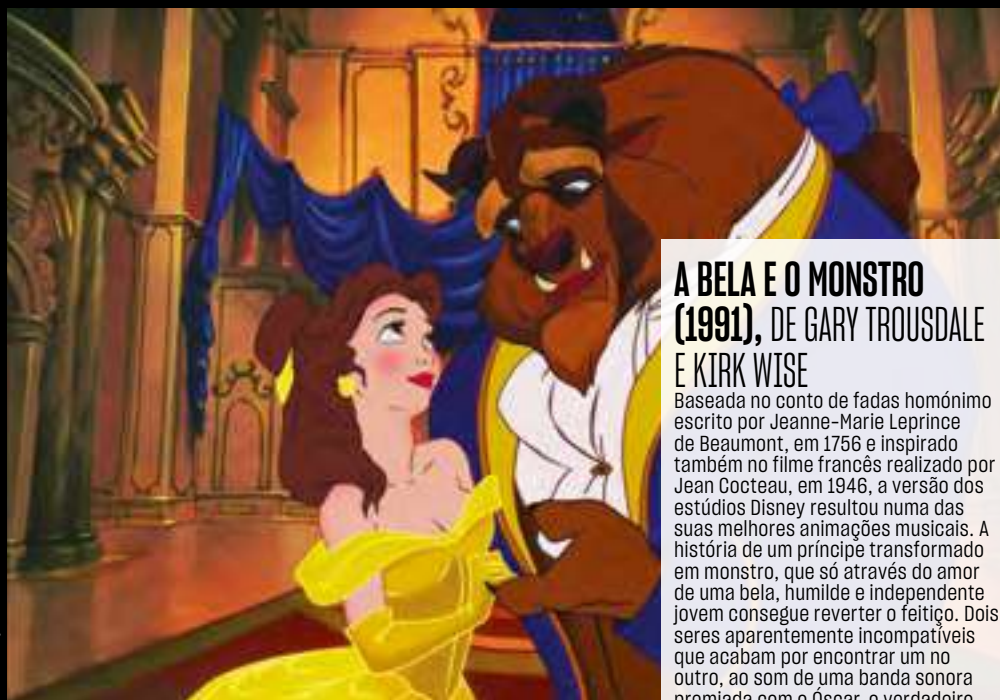 A BELA E O MONSTRO
(1991), DE GARY TROUSDALE
E KIRK WISE
Baseada no conto de fadas homónimo
escrito por Jeanne-Marie Leprince
de Beaumont, em 1756 e inspirado
também no filme francês realizado por
Jean Cocteau, em 1946, a versão dos
estúdios Disney resultou numa das
suas melhores animações musicais. A
história de um príncipe transformado
em monstro, que só através do amor
de uma bela, humilde e independente
jovem consegue reverter o feitiço. Dois
seres aparentemente incompatíveis
que acabam por encontrar um no
outro, ao som de uma banda sonora
premiada com o Óscar, o verdadeiro